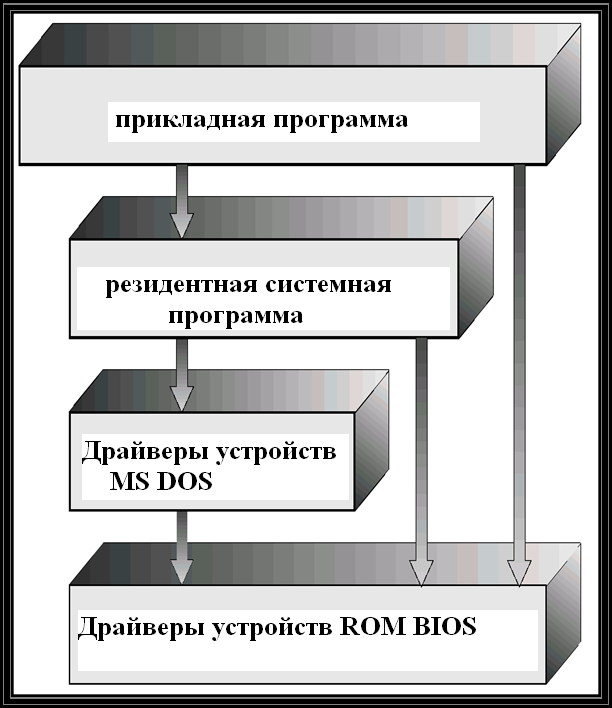 прикладная программа
резидентная системная
программа
Драйверы устройств
MS DOS
Драйверы устройств ROM BIOS